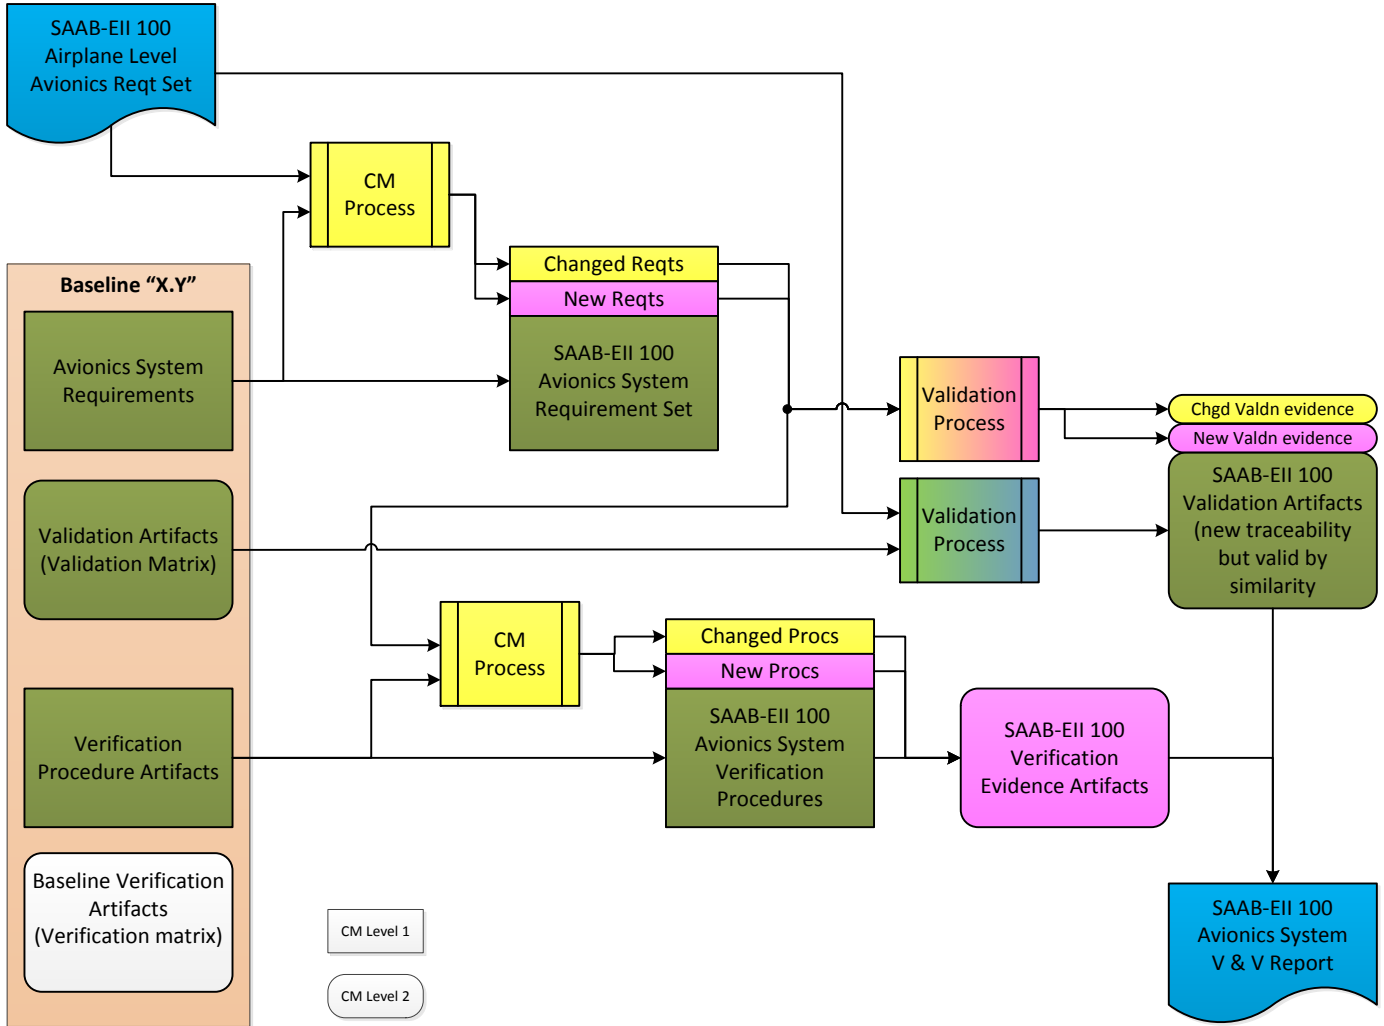 SAAB-EII 100
Airplane Level
Avionics Reqt Set
CM
Process
Changed Reqts
New Reqts
SAAB-EII 100
Avionics System
Requirement Set
Baseline “X.Y”
Avionics System
Requirements
Validation Artifacts
(Validation Matrix)
Verification
Procedure Artifacts
Baseline Verification
Artifacts
(Verification matrix)
Validation
Process
Chgd Valdn evidence
New Valdn evidence
SAAB-EII 100
Validation Artifacts
(new traceability
but valid by
similarity
Validation
Process
CM
Process
Changed Procs
New Procs
SAAB-EII 100
Avionics System
Verification
Procedures
SAAB-EII 100
Verification
Evidence Artifacts
SAAB-EII 100
Avionics System
V & V Report
CM Level 1
CM Level 2